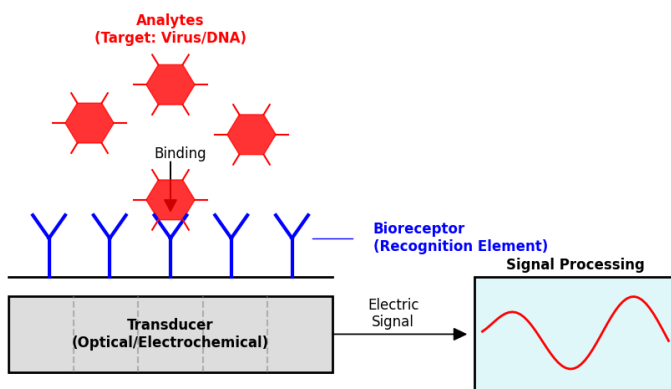 Analytes
(Target: Virus/DNA)
Binding
Bioreceptor
(Recognition Element)
Signal Processing
Transducer
(Optical/Electrochemical)
Electric
Signal